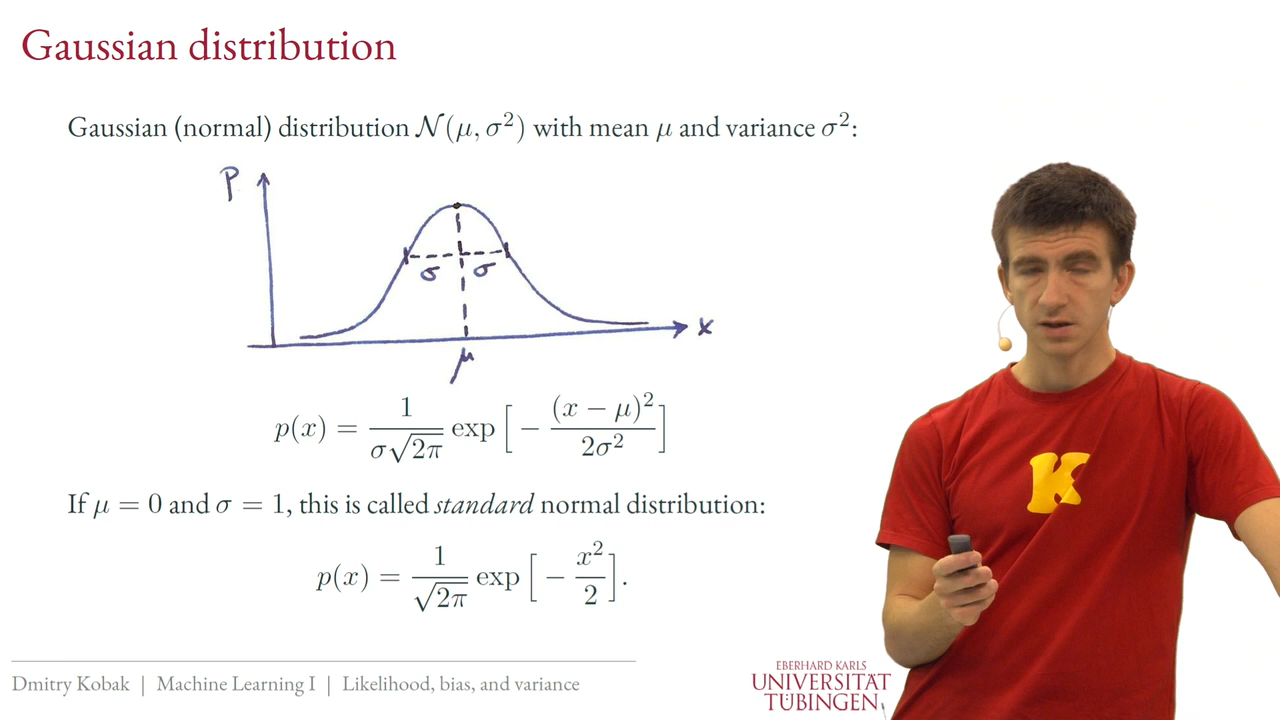 Gaussian distribution
Gaussian (normal) distribution 𝒩(μ, σ²) with mean μ and variance σ²:
P
σ σ
x
μ
p(x) = 1/(σ√2π) exp[ − (x − μ)²/2σ² ]
If μ = 0 and σ = 1, this is called standard normal distribution:
p(x) = 1/√2π exp[ − x²/2 ].
K
Dmitry Kobak | Machine Learning I | Likelihood, bias, and variance
EBERHARD KARLS
UNIVERSITÄT
TÜBINGEN